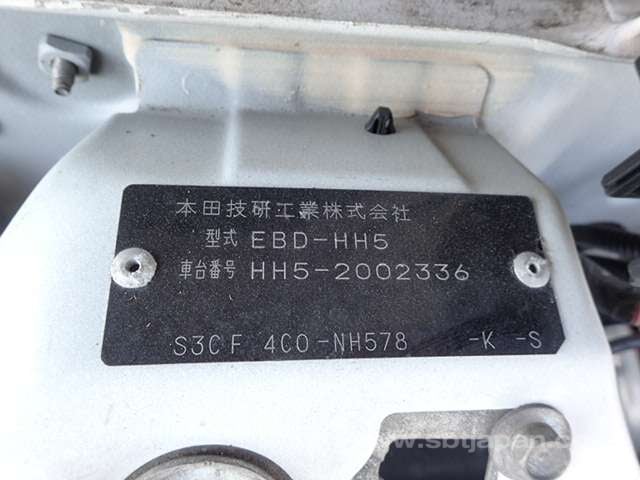 本田技研工業株式会社
型式 EBD-HH5
車台番号 HH5-2002336
S3CF 4C0-NH578 -K -S
www.sbtjapan.c